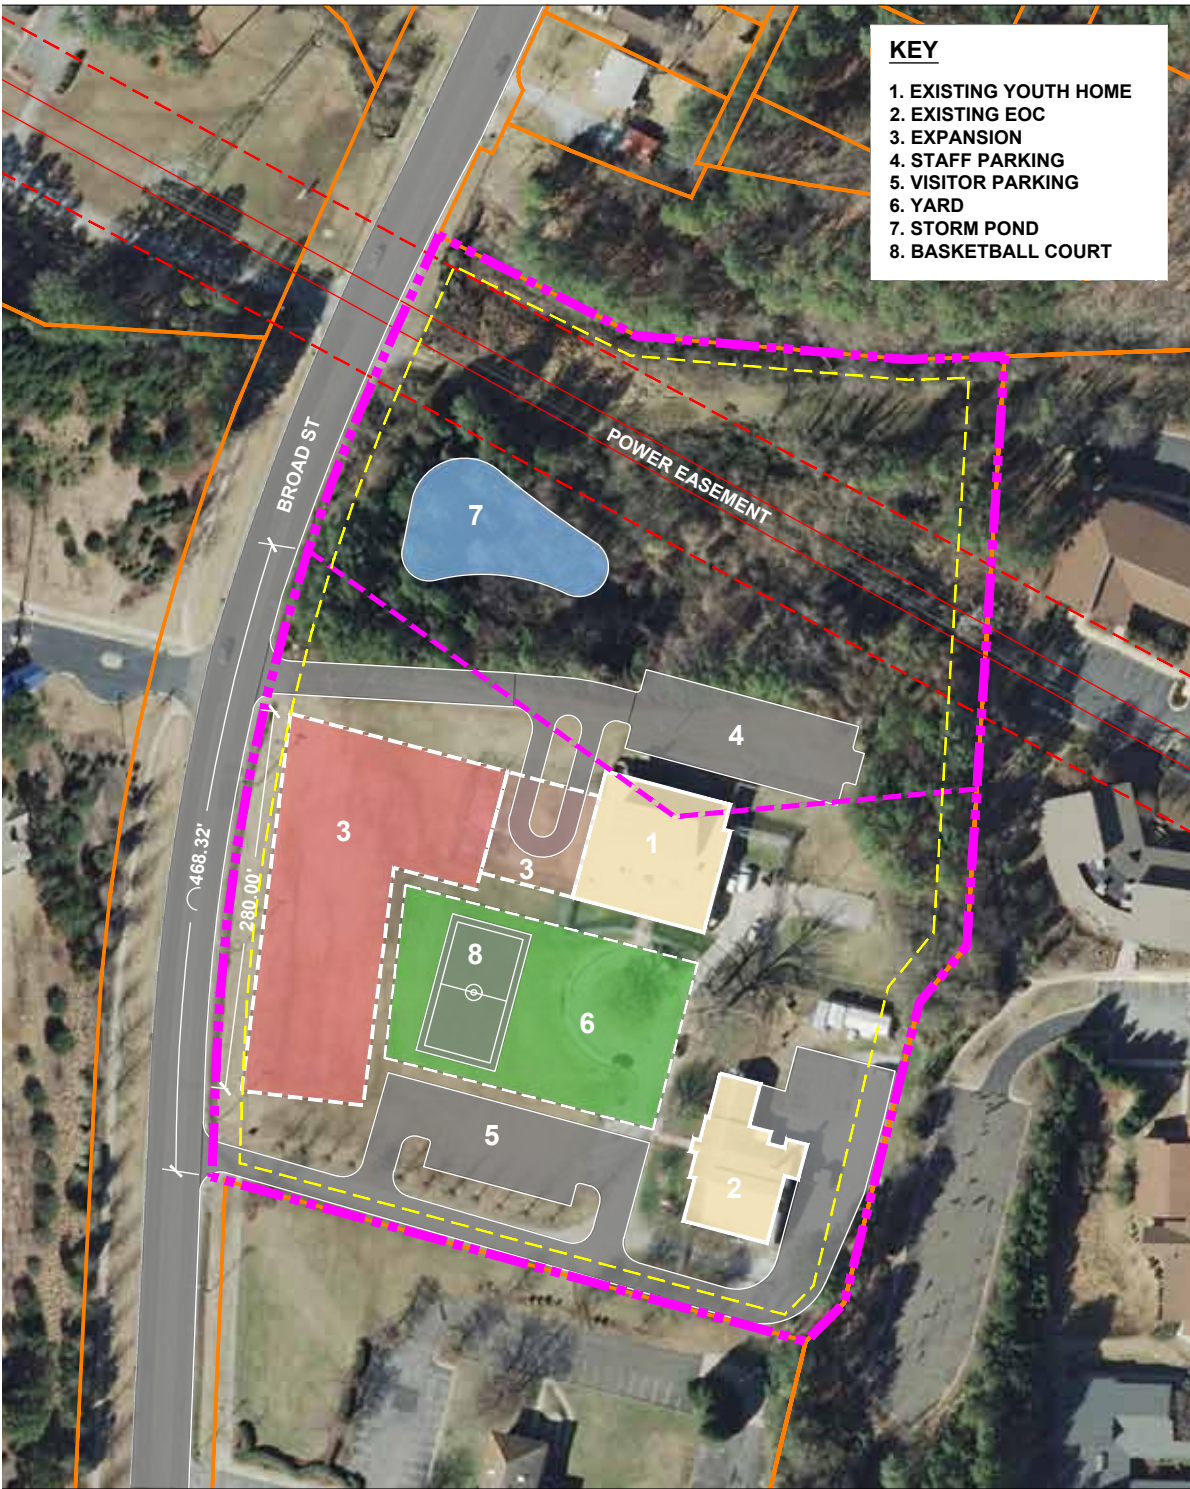 KEY
1. EXISTING YOUTH HOME
2. EXISTING EOC
3. EXPANSION
4. STAFF PARKING
5. VISITOR PARKING
6. YARD
7. STORM POND
8. BASKETBALL COURT
BROAD ST
POWER EASEMENT
7
4
468.32'
280.00'
3
1
3
8
6
5
2